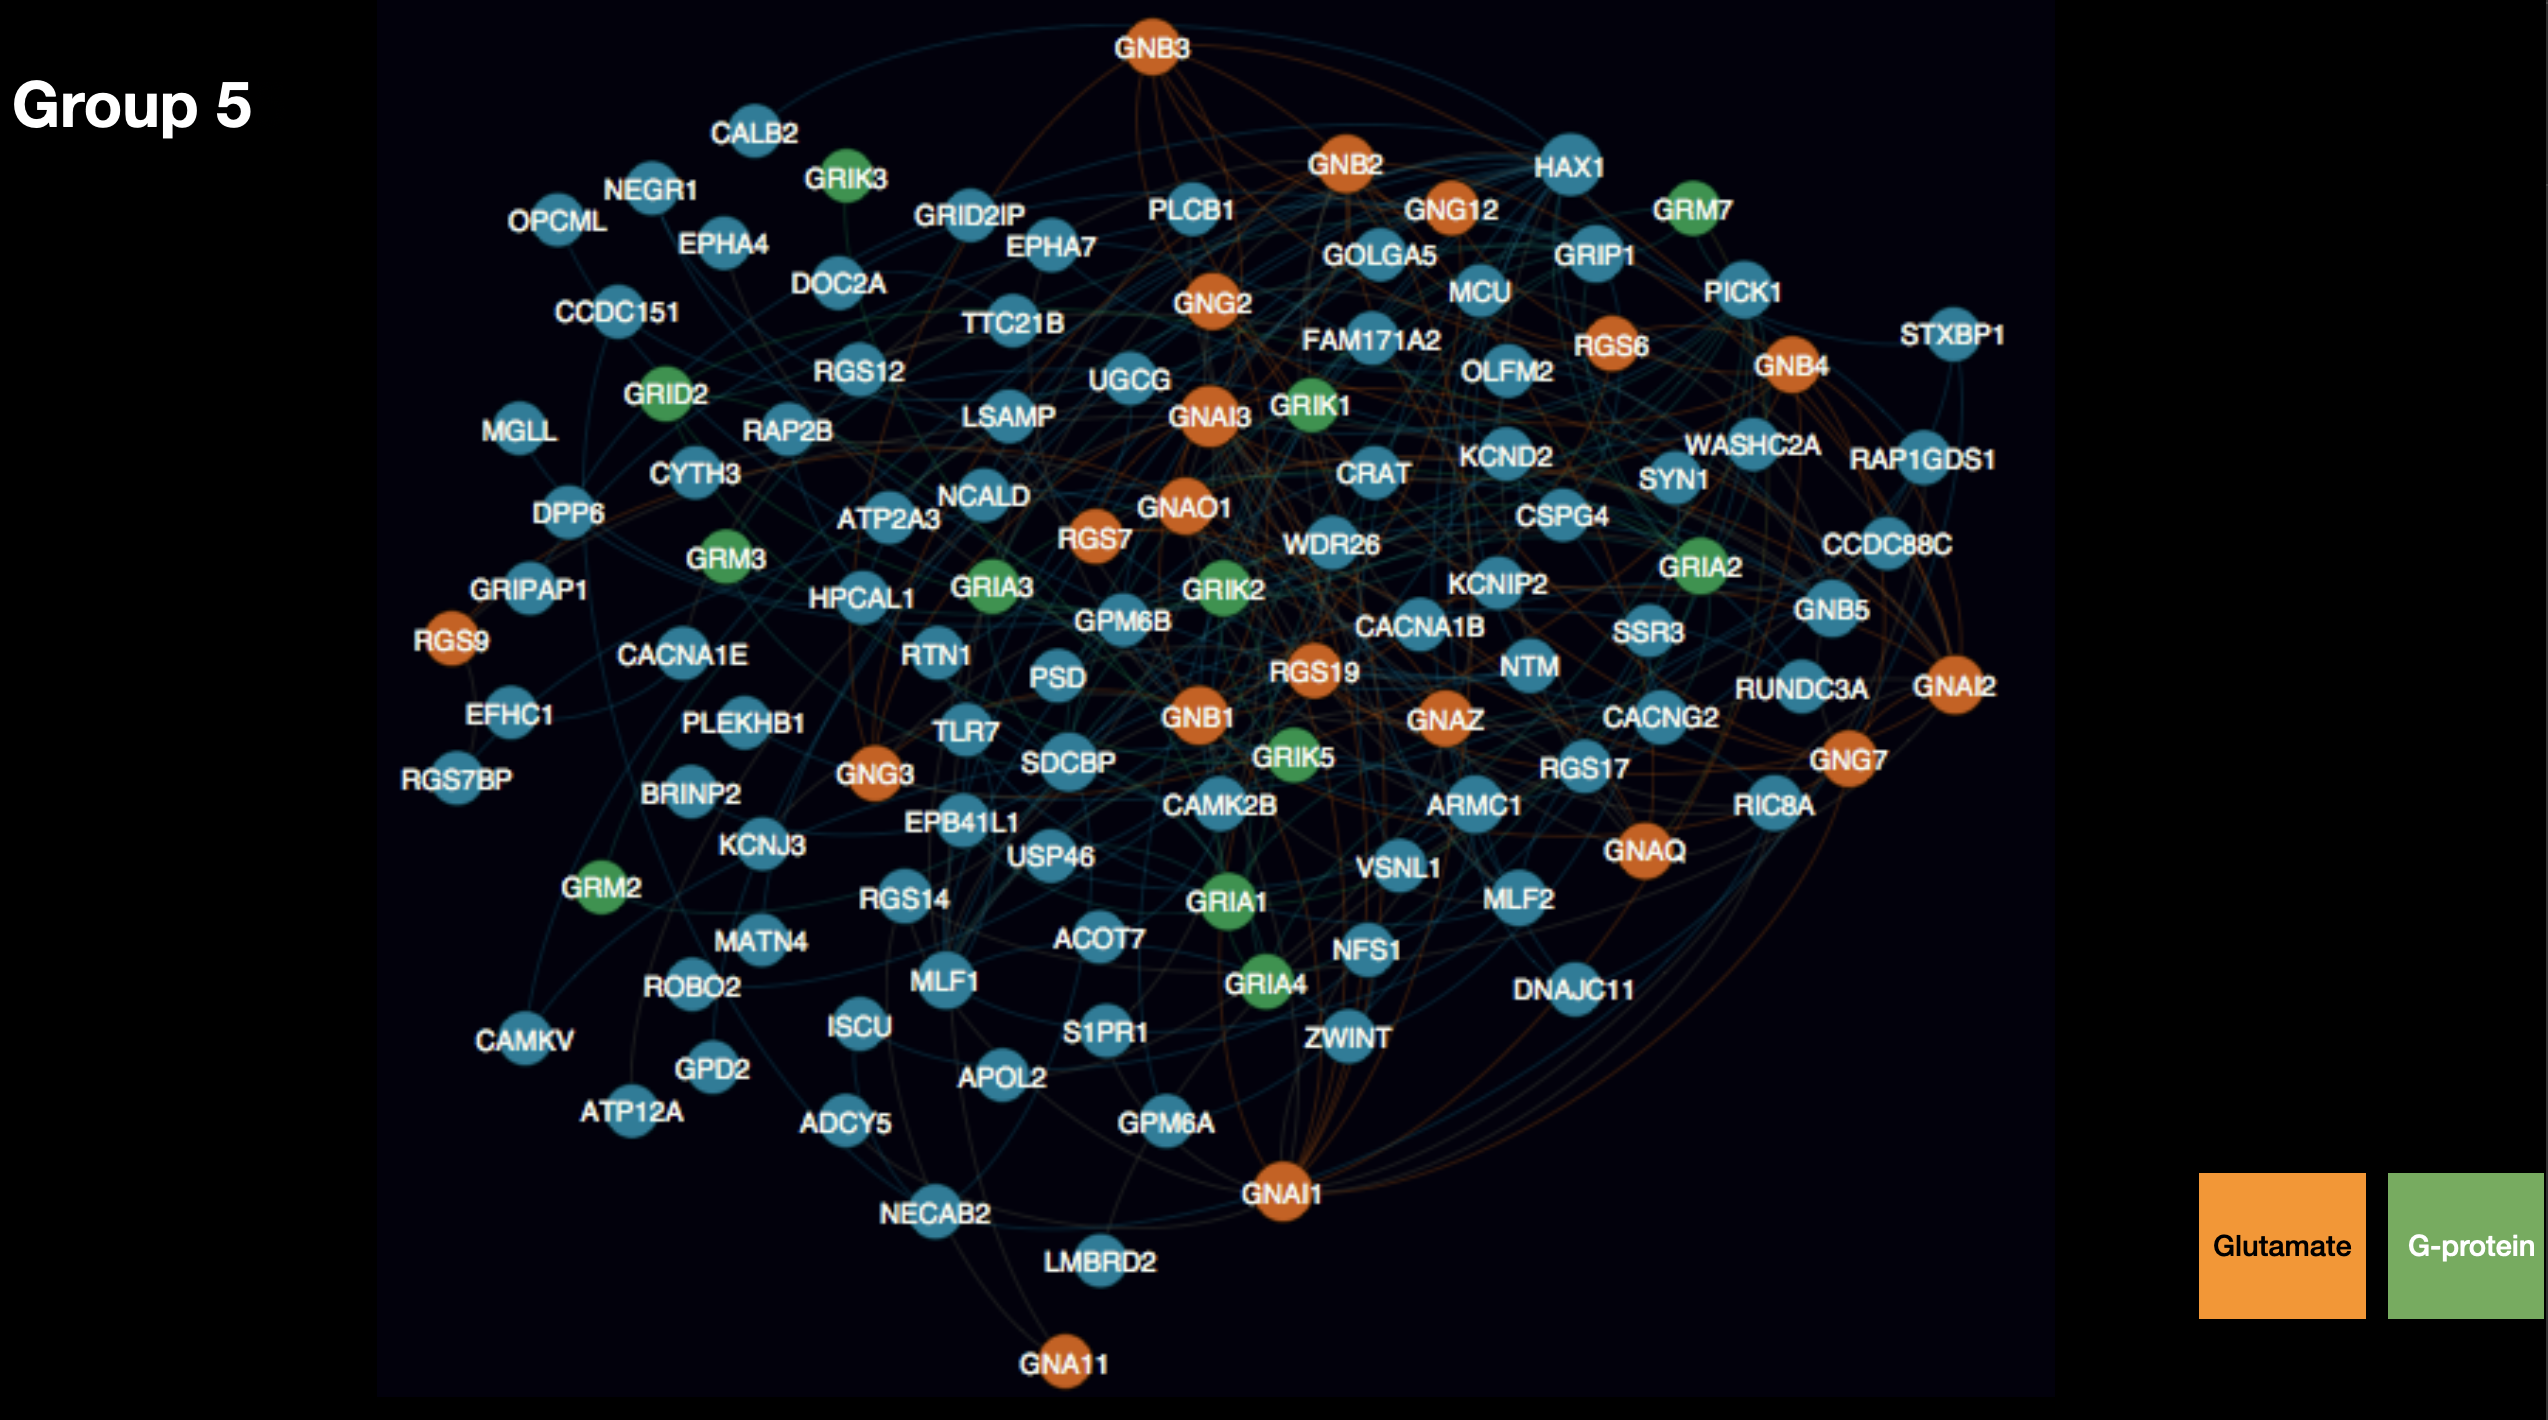 Group 5
GNB3
CALB2
GRIK3
GNB2
HAX1
NEGR1
OPCML
GRID2IP
PLCB1
GNG12
GRM7
EPHA4
EPHA7
GOLGA5
GRIP1
DOC2A
MCU
PICK1
CCDC151
GNG2
TTC21B
FAM171A2
RGS6
STXBP1
RGS12
UGCG
OLFM2
GNB4
GRID2
MGLL
RAP2B
LSAMP
GNAI3
GRIK1
WASHC2A
CYTH3
CRAT
KCND2
SYN1
RAP1GDS1
DPP6
ATP2A3
NCALD
GNAO1
CSPG4
RGS7
WDR26
CCDC88C
GRM3
GRIPAP1
HPCAL1
GRIA3
GRIK2
KCNIP2
GRIA2
RGS9
GPM6B
CACNA1B
SSR3
GNB5
CACNA1E
RTN1
PSD
RGS19
NTM
RUNDC3A
GNAI2
EFHC1
PLEKHB1
TLR7
GNB1
GNAZ
CACNG2
RGS7BP
GNG3
SDCBP
GRIK5
RGS17
GNG7
BRINP2
EPB41L1
CAMK2B
ARMC1
RIC8A
KCNJ3
USP46
VSNL1
GNAQ
GRM2
RGS14
GRIA1
MLF2
MATN4
ACOT7
NFS1
ROBO2
MLF1
GRIA4
DNAJC11
CAMKV
ISCU
S1PR1
ZWINT
GPD2
APOL2
ATP12A
ADCY5
GPM6A
GNAI1
NECAB2
LMBRD2
Glutamate
G-protein
GNA11